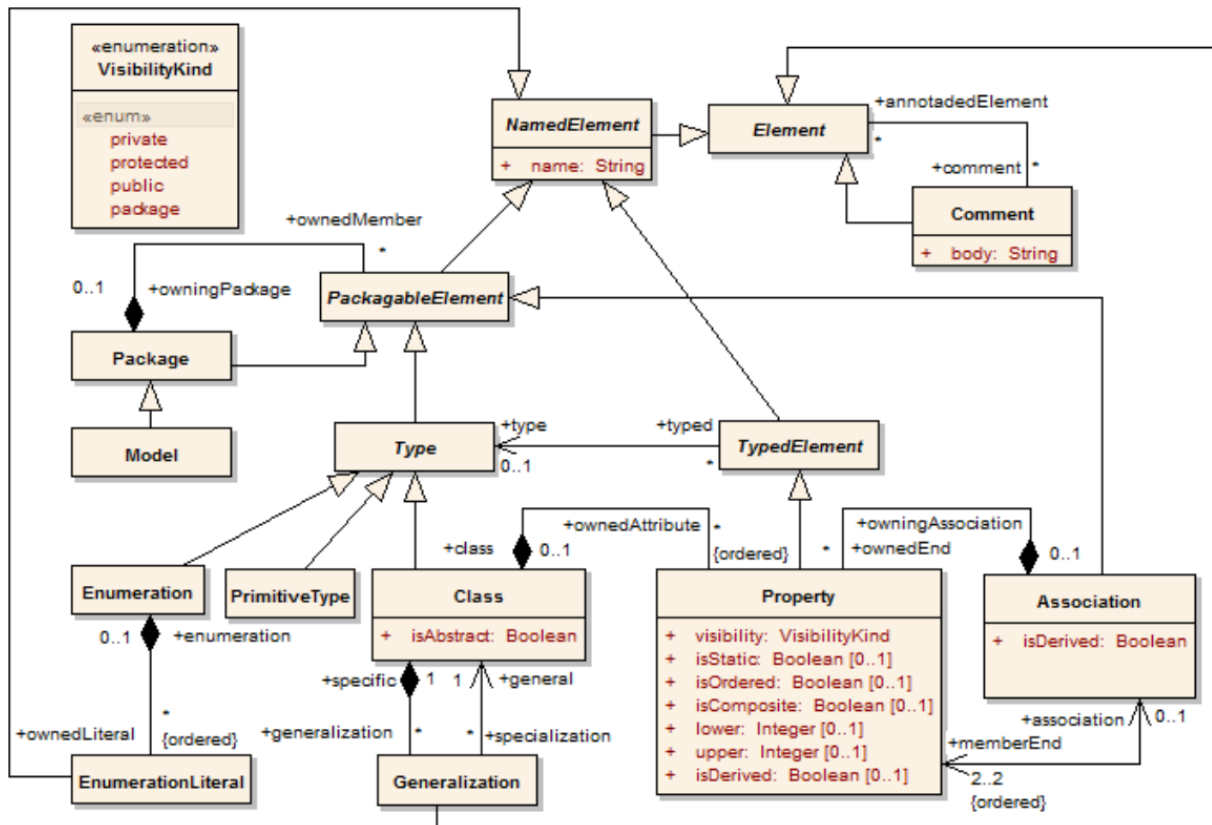 «enumeration»
VisibilityKind
«enum»
private
protected
public
package
NamedElement
+ name: String
Element
+annotadedElement
*
+comment *
Comment
+ body: String
+ownedMember
*
0..1
+owningPackage
PackagableElement
Package
Model
Type
+type
0..1
+typed
*
TypedElement
+ownedAttribute *
{ordered}
+class 0..1
+owningAssociation
* +ownedEnd
0..1
Enumeration
PrimitiveType
Class
+ isAbstract: Boolean
Property
+ visibility: VisibilityKind
+ isStatic: Boolean [0..1]
+ isOrdered: Boolean [0..1]
+ isComposite: Boolean [0..1]
+ lower: Integer [0..1]
+ upper: Integer [0..1]
+ isDerived: Boolean [0..1]
Association
+ isDerived: Boolean
0..1 +enumeration
+specific 1
1 +general
+association 0..1
+memberEnd
2..2
{ordered}
+ownedLiteral
*
{ordered}
+generalization *
* +specialization
EnumerationLiteral
Generalization